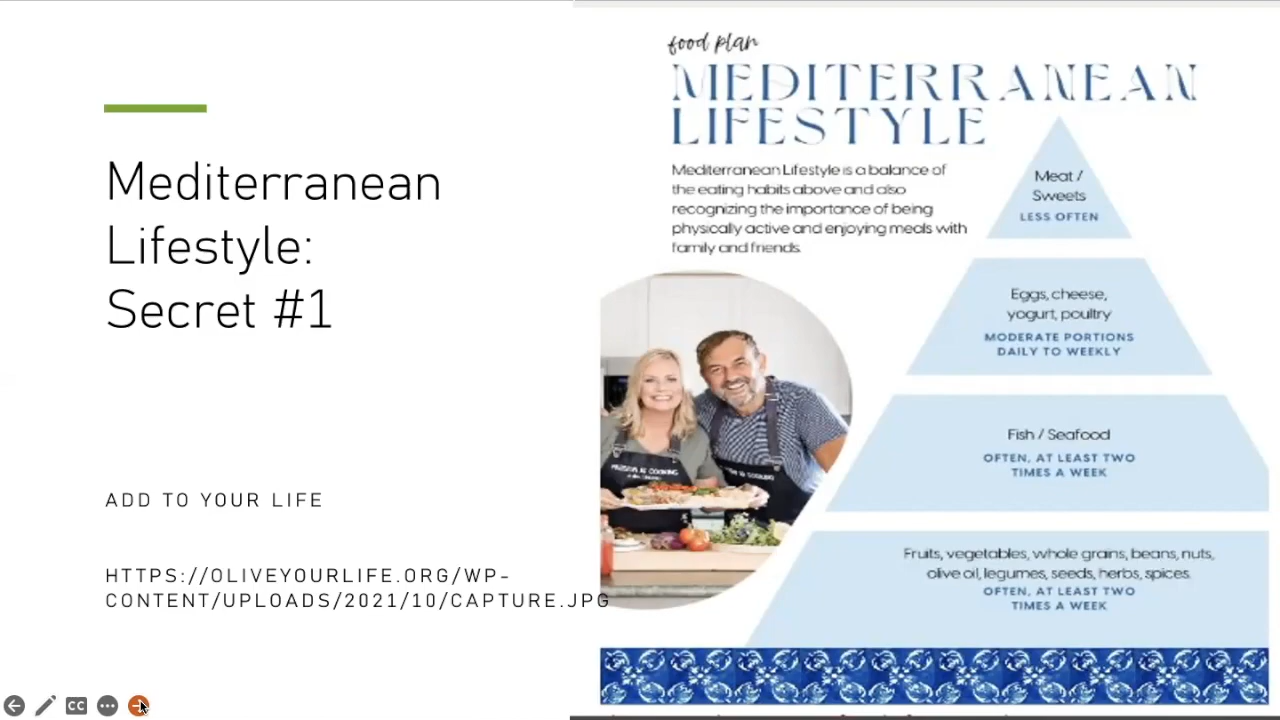 Mediterranean
Lifestyle:
Secret #1
ADD TO YOUR LIFE
HTTPS://OLIVEYOURLIFE.ORG/WP-
CONTENT/UPLOADS/2021/10/CAPTURE.JPG
food plan
MEDITERRANEAN
LIFESTYLE
Mediterranean Lifestyle is a balance of
the eating habits above and also
recognizing the importance of being
physically active and enjoying meals with
family and friends.
Meat /
Sweets
LESS OFTEN
Eggs, cheese,
yogurt, poultry
MODERATE PORTIONS
DAILY TO WEEKLY
Fish / Seafood
OFTEN, AT LEAST TWO
TIMES A WEEK
Fruits, vegetables, whole grains, beans, nuts,
olive oil, legumes, seeds, herbs, spices.
OFTEN, AT LEAST TWO
TIMES A WEEK
CC